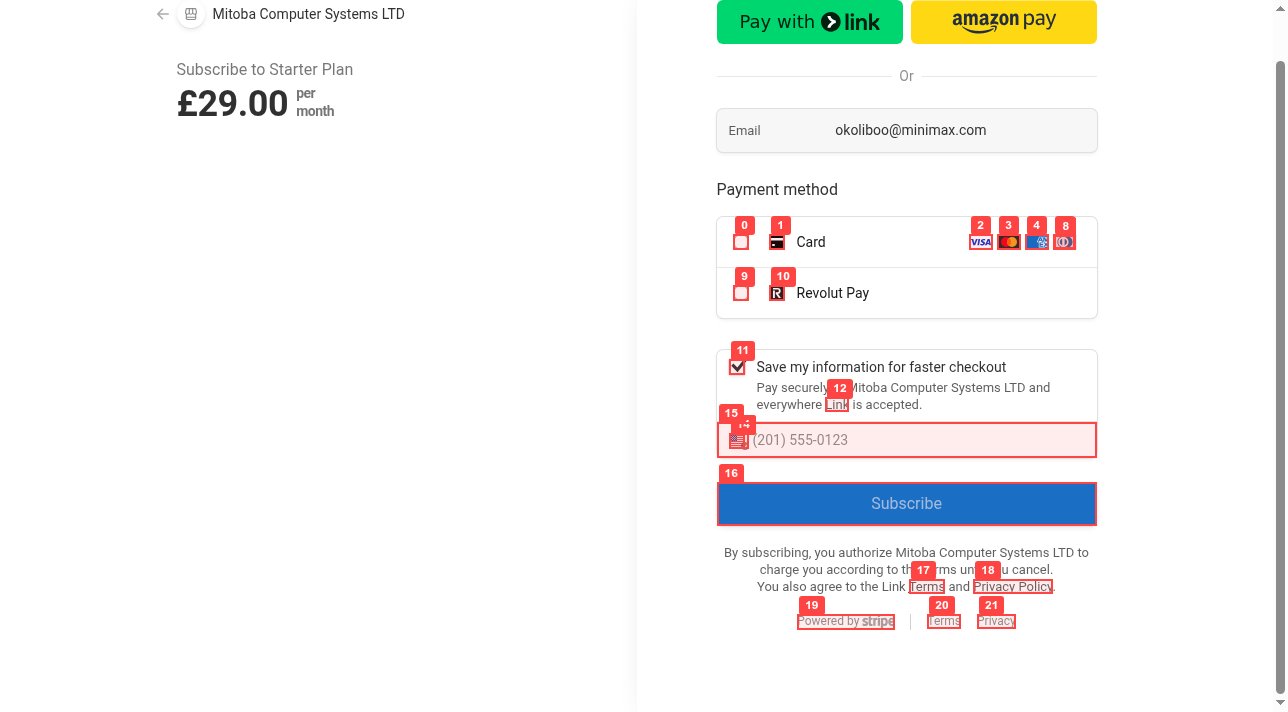 Mitoba Computer Systems LTD
Subscribe to Starter Plan
£29.00 per
month
Pay with link
amazon pay
Or
Email okoliboo@minimax.com
Payment method
0 1 2 3 4 8
Card VISA
9 10
Revolut Pay
11
Save my information for faster checkout
Pay securely Mitoba Computer Systems LTD and
12
everywhere Link is accepted.
15
14
(201) 555-0123
16
Subscribe
By subscribing, you authorize Mitoba Computer Systems LTD to
charge you according to you cancel.
17 18
You also agree to the Link Terms and Privacy Policy.
19 20 21
Powered by stripe Terms Privacy